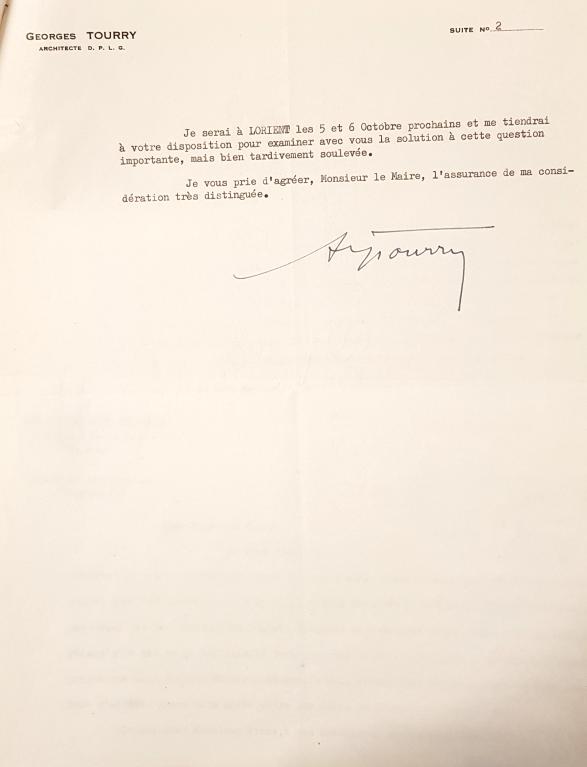 GEORGES TOURRY
ARCHITECTE D. P. L. G.
SUITE No 2
Je serai à LORIENT les 5 et 6 Octobre prochains et me tiendrai
à votre disposition pour examiner avec vous la solution à cette question
importante, mais bien tardivement soulevée.
Je vous prie d'agréer, Monsieur le Maire, l'assurance de ma consi-
dération très distinguée.